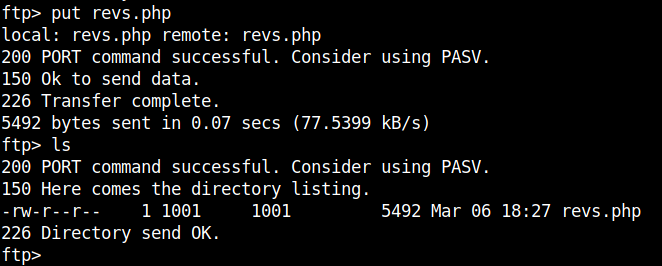 ftp> put revs.php
local: revs.php remote: revs.php
200 PORT command successful. Consider using PASV.
150 Ok to send data.
226 Transfer complete.
5492 bytes sent in 0.07 secs (77.5399 kB/s)
ftp> ls
200 PORT command successful. Consider using PASV.
150 Here comes the directory listing.
-rw-r--r--    1 1001     1001         5492 Mar 06 18:27 revs.php
226 Directory send OK.
ftp>